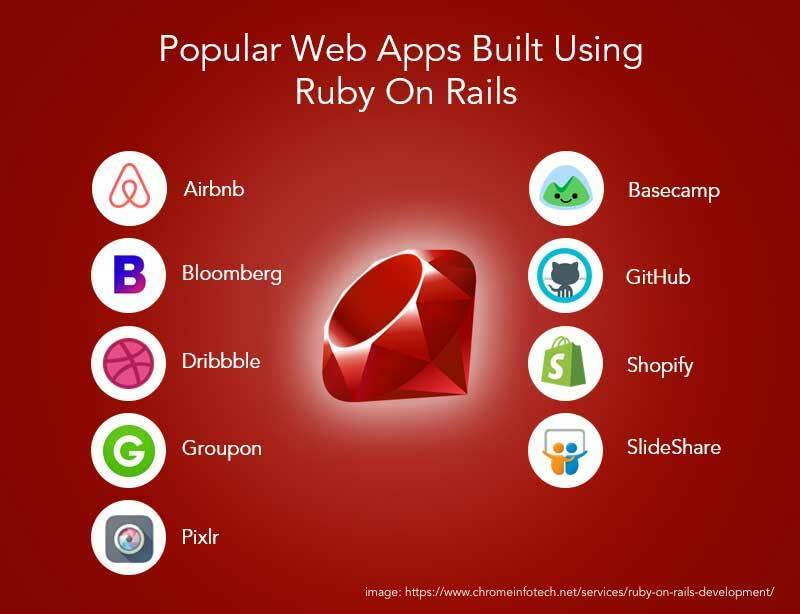 Popular Web Apps Built Using
Ruby On Rails
Airbnb
Basecamp
B
Bloomberg
GitHub
Dribbble
S
Shopify
G
Groupon
SlideShare
Pixlr
image: https://www.chromeinfotech.net/services/ruby-on-rails-development/